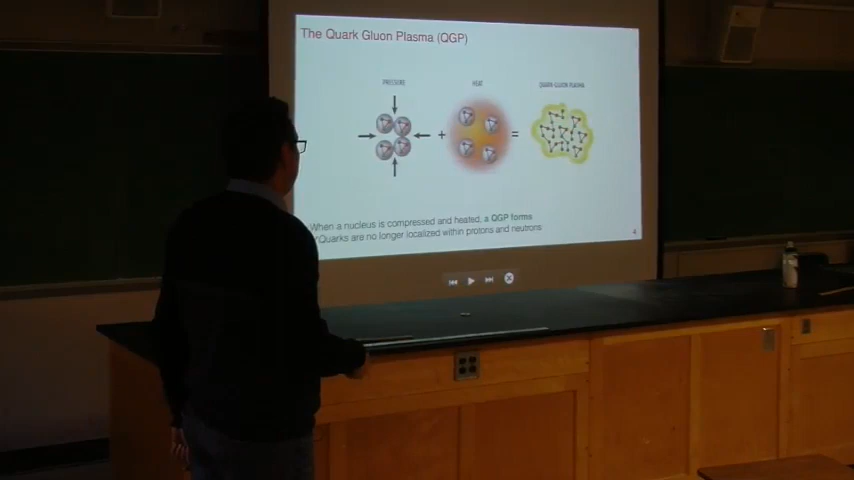 The Quark Gluon Plasma (QGP)
PRESSURE
HEAT
QUARK-GLUON PLASMA
+
=
When a nucleus is compressed and heated, a QGP forms
Quarks are no longer localized within protons and neutrons
4